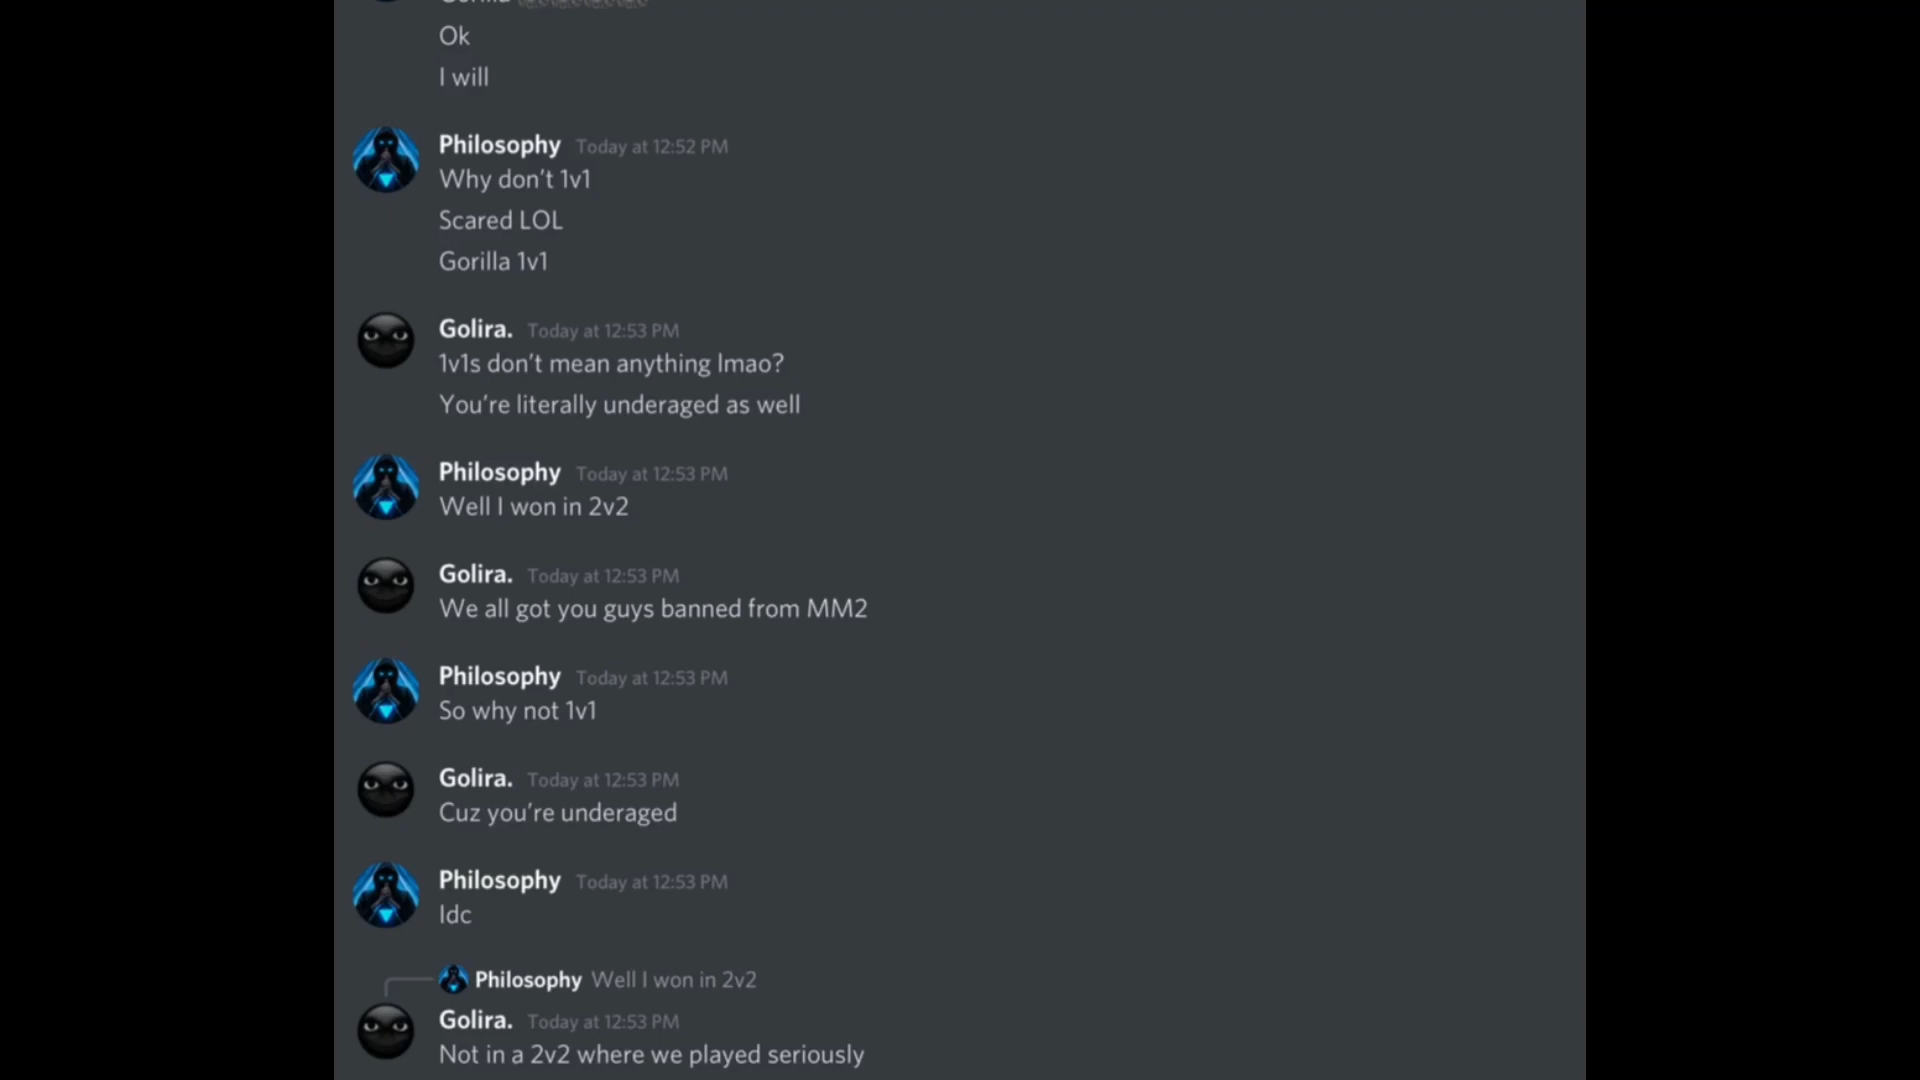 Ok
I will
Philosophy Today at 12:52 PM
Why don't 1v1
Scared LOL
Gorilla 1v1
Golira. Today at 12:53 PM
1v1s don't mean anything lmao?
You're literally underaged as well
Philosophy Today at 12:53 PM
Well I won in 2v2
Golira. Today at 12:53 PM
We all got you guys banned from MM2
Philosophy Today at 12:53 PM
So why not 1v1
Golira. Today at 12:53 PM
Cuz you're underaged
Philosophy Today at 12:53 PM
Idc
Philosophy Well I won in 2v2
Golira. Today at 12:53 PM
Not in a 2v2 where we played seriously